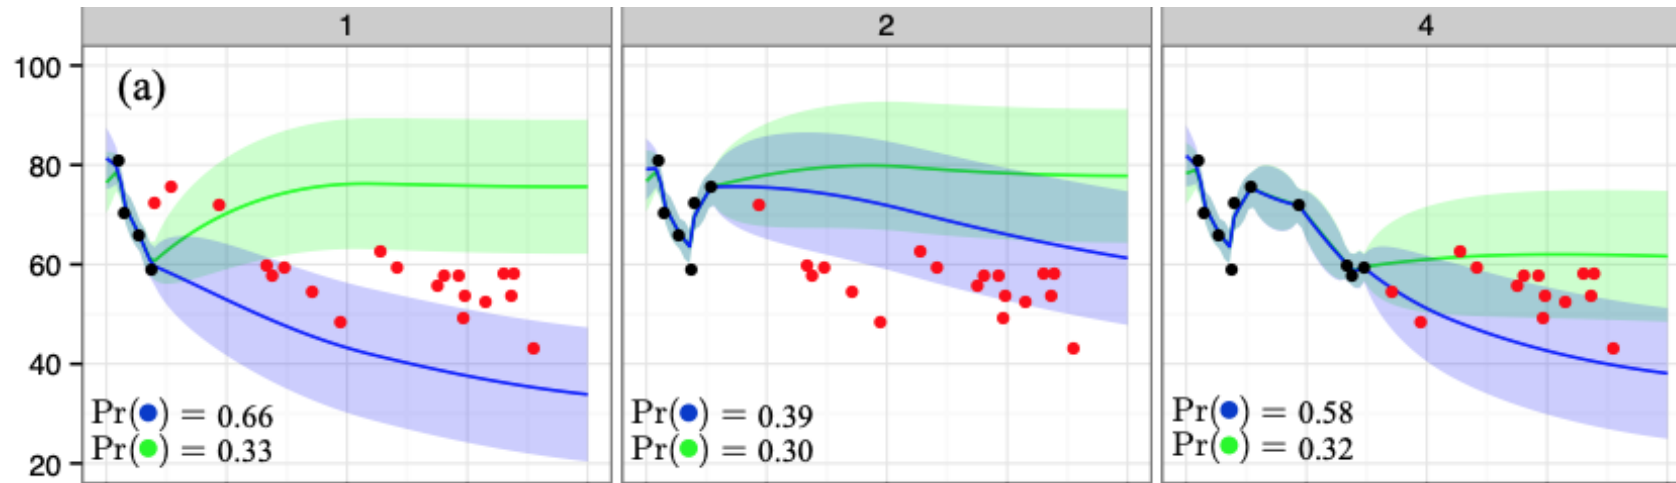 1 2 4
100
(a)
80
60
40
20
Pr(●) = 0.66
Pr(●) = 0.33
Pr(●) = 0.39
Pr(●) = 0.30
Pr(●) = 0.58
Pr(●) = 0.32